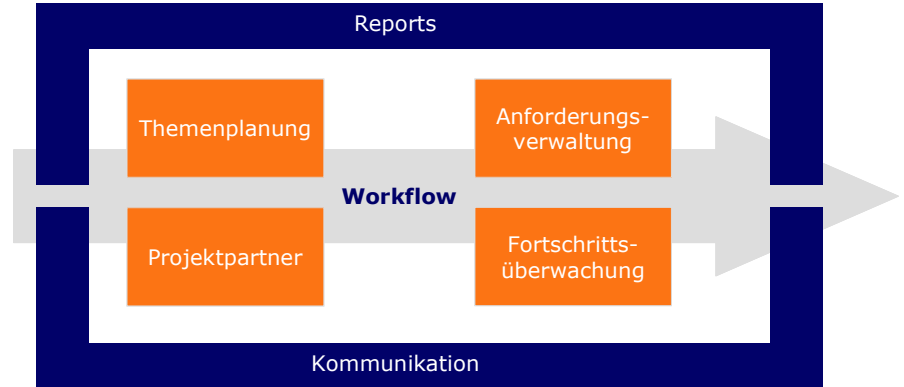 Reports
Themenplanung
Anforderungs-
verwaltung
Workflow
Projektpartner
Fortschritts-
überwachung
Kommunikation